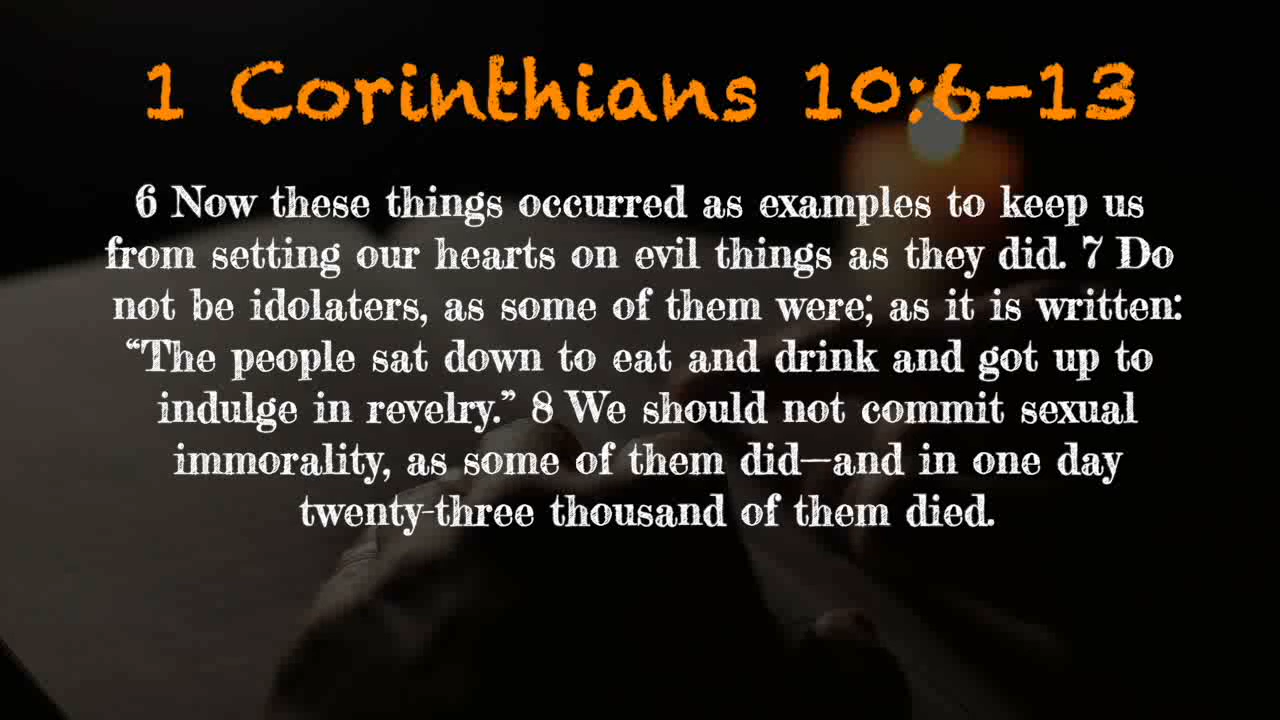 1 Corinthians 10:6-13
6 Now these things occurred as examples to keep us
from setting our hearts on evil things as they did. 7 Do
not be idolaters, as some of them were; as it is written:
“The people sat down to eat and drink and got up to
indulge in revelry.” 8 We should not commit sexual
immorality, as some of them did—and in one day
twenty-three thousand of them died.